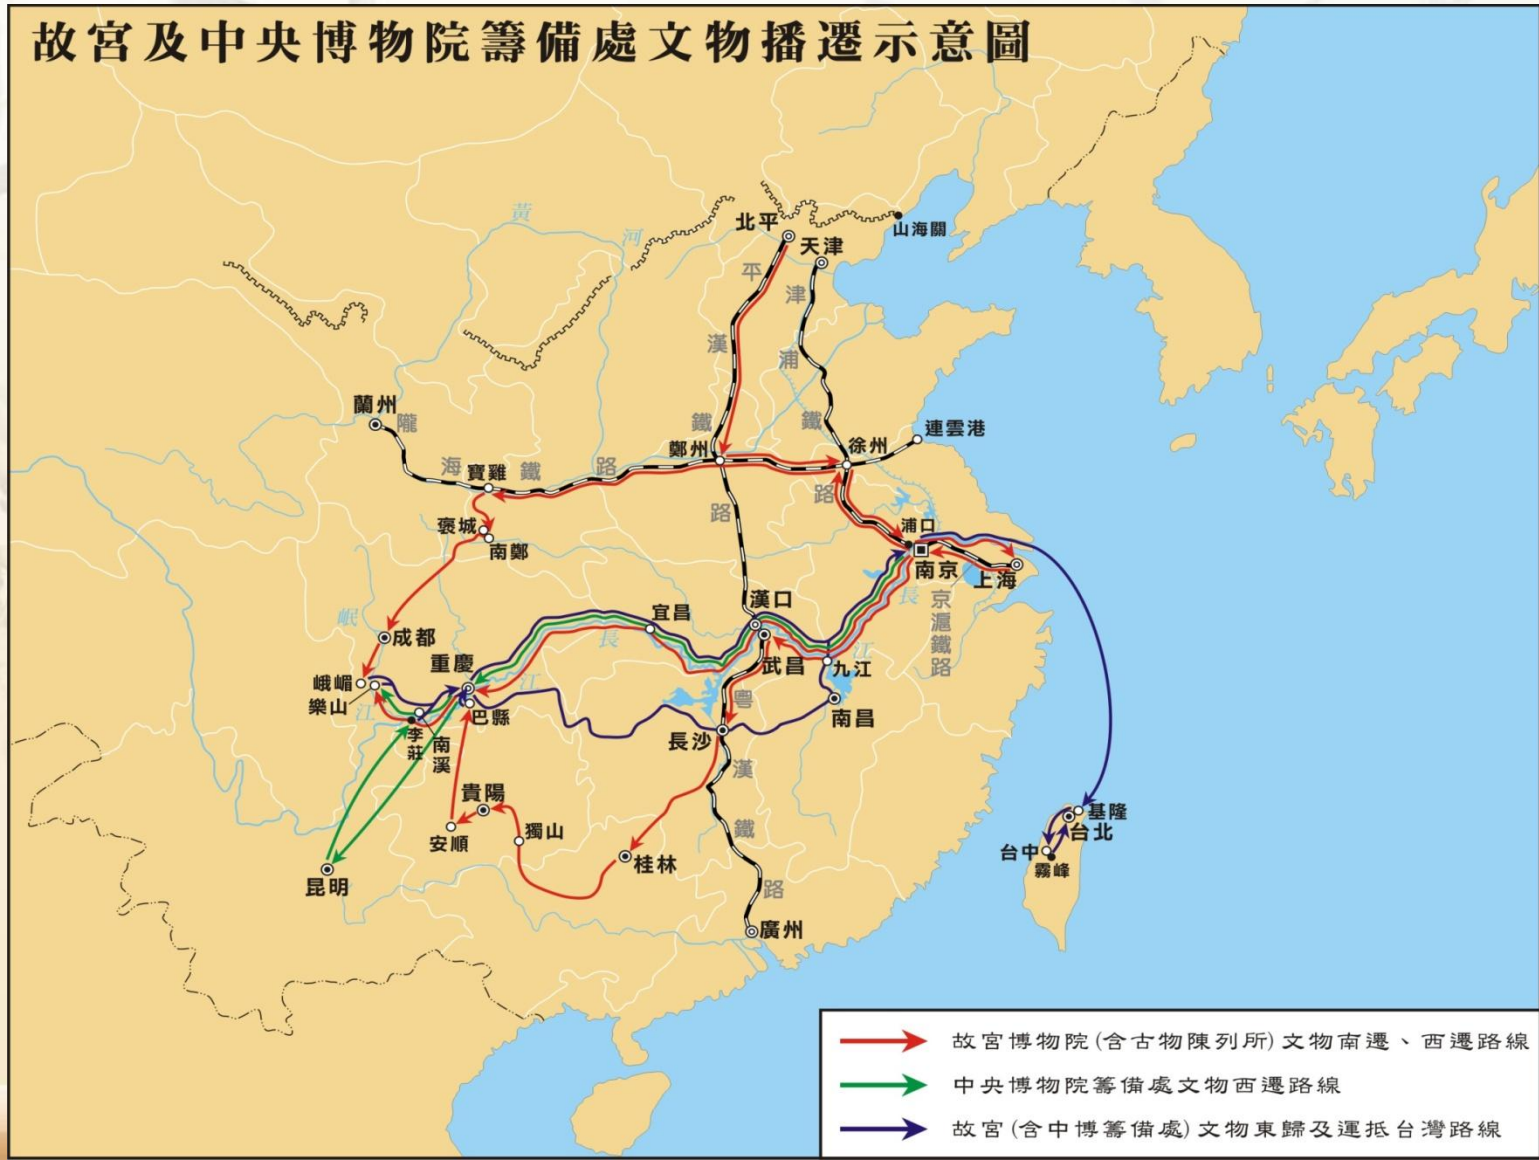 故宮及中央博物院籌備處文物播遷示意圖
北平
天津
山海關
黃
河
平
津
漢
浦
鐵
鐵
路
路
蘭州
隴
海
鐵
路
寶雞
鄭州
徐州
連雲港
褒城
南鄭
浦口
南京
上海
京滬鐵路
長
江
岷
江
成都
重慶
宜昌
長
江
漢口
武昌
九江
南昌
峨嵋
樂山
李莊
南溪
巴縣
長沙
粵
漢
鐵
路
貴陽
安順
獨山
桂林
昆明
廣州
基隆
台北
台中
霧峰
故宮博物院(含古物陳列所)文物南遷、西遷路線
中央博物院籌備處文物西遷路線
故宮(含中博籌備處)文物東歸及運抵台灣路線